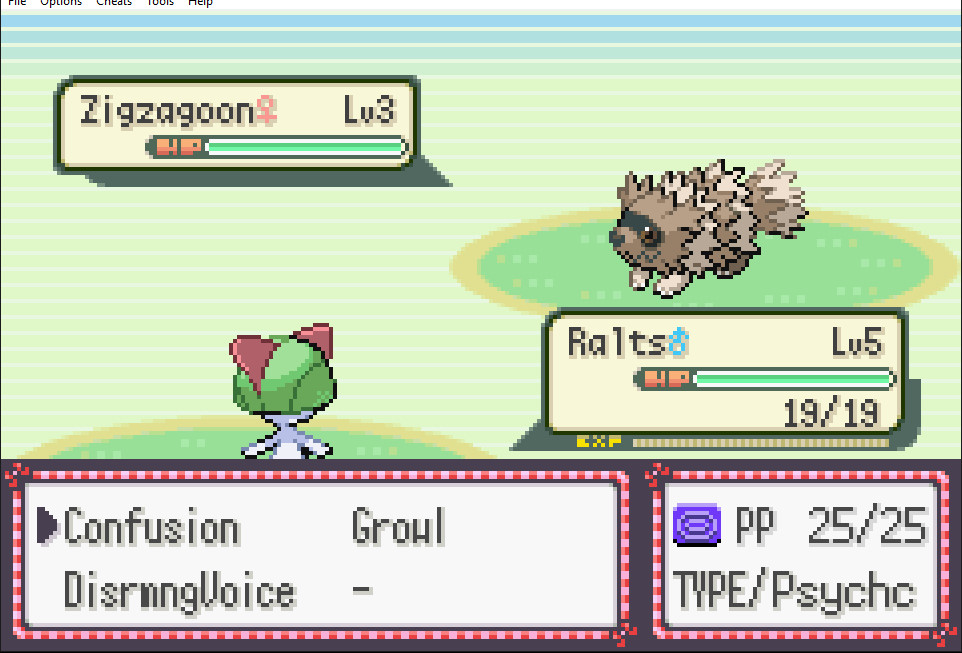 File Options Cheats Tools Help
Zigzagoon♀ Lv3
HP
Ralts♂ Lv5
HP
19/19
EXP
Confusion Growl
DisrmngVoice -
PP 25/25
TYPE/Psychc